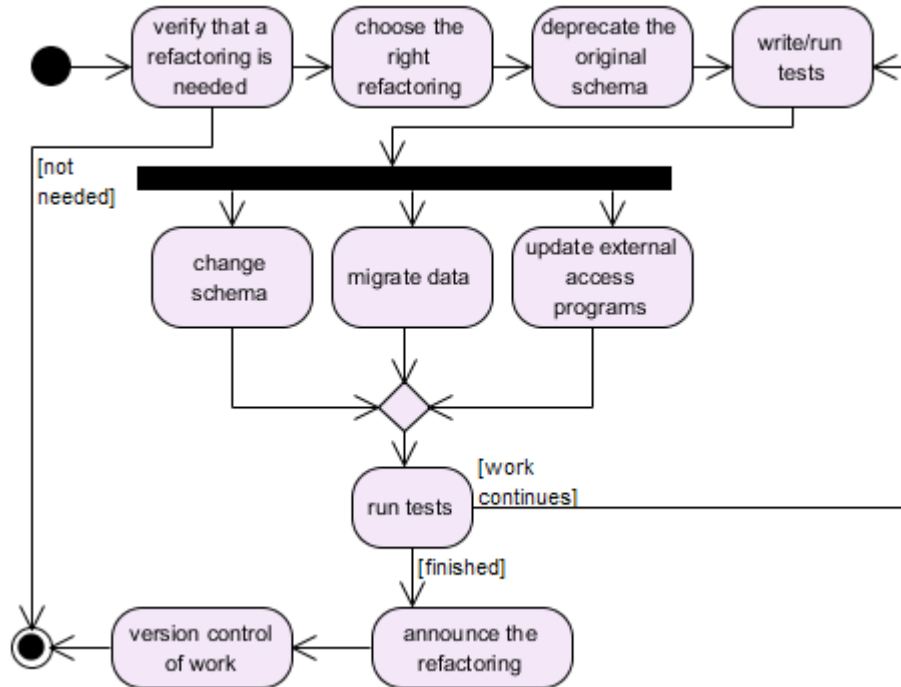 verify that a
refactoring is
needed
choose the
right
refactoring
deprecate the
original
schema
write/run
tests
[not
needed]
change
schema
migrate data
update external
access
programs
run tests
[work
continues]
[finished]
version control
of work
announce the
refactoring